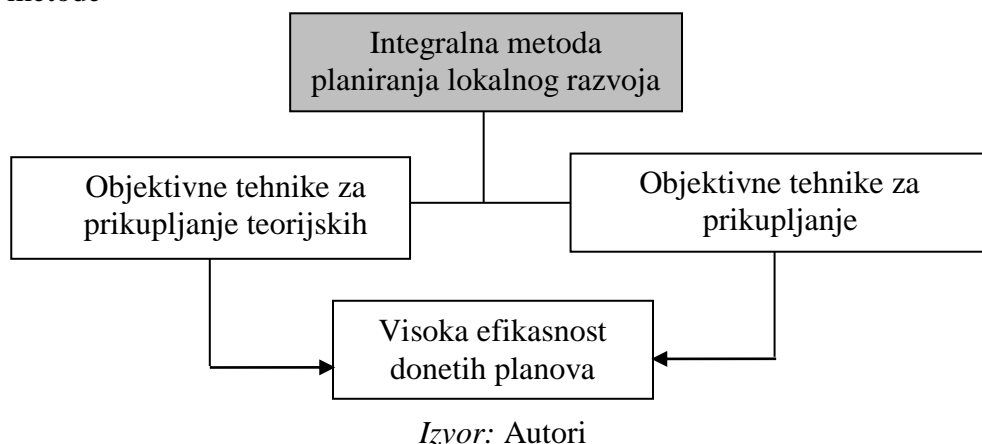 metode
Integralna metoda
planiranja lokalnog razvoja
Objektivne tehnike za
prikupljanje teorijskih
Objektivne tehnike za
prikupljanje
Visoka efikasnost
donetih planova
Izvor: Autori